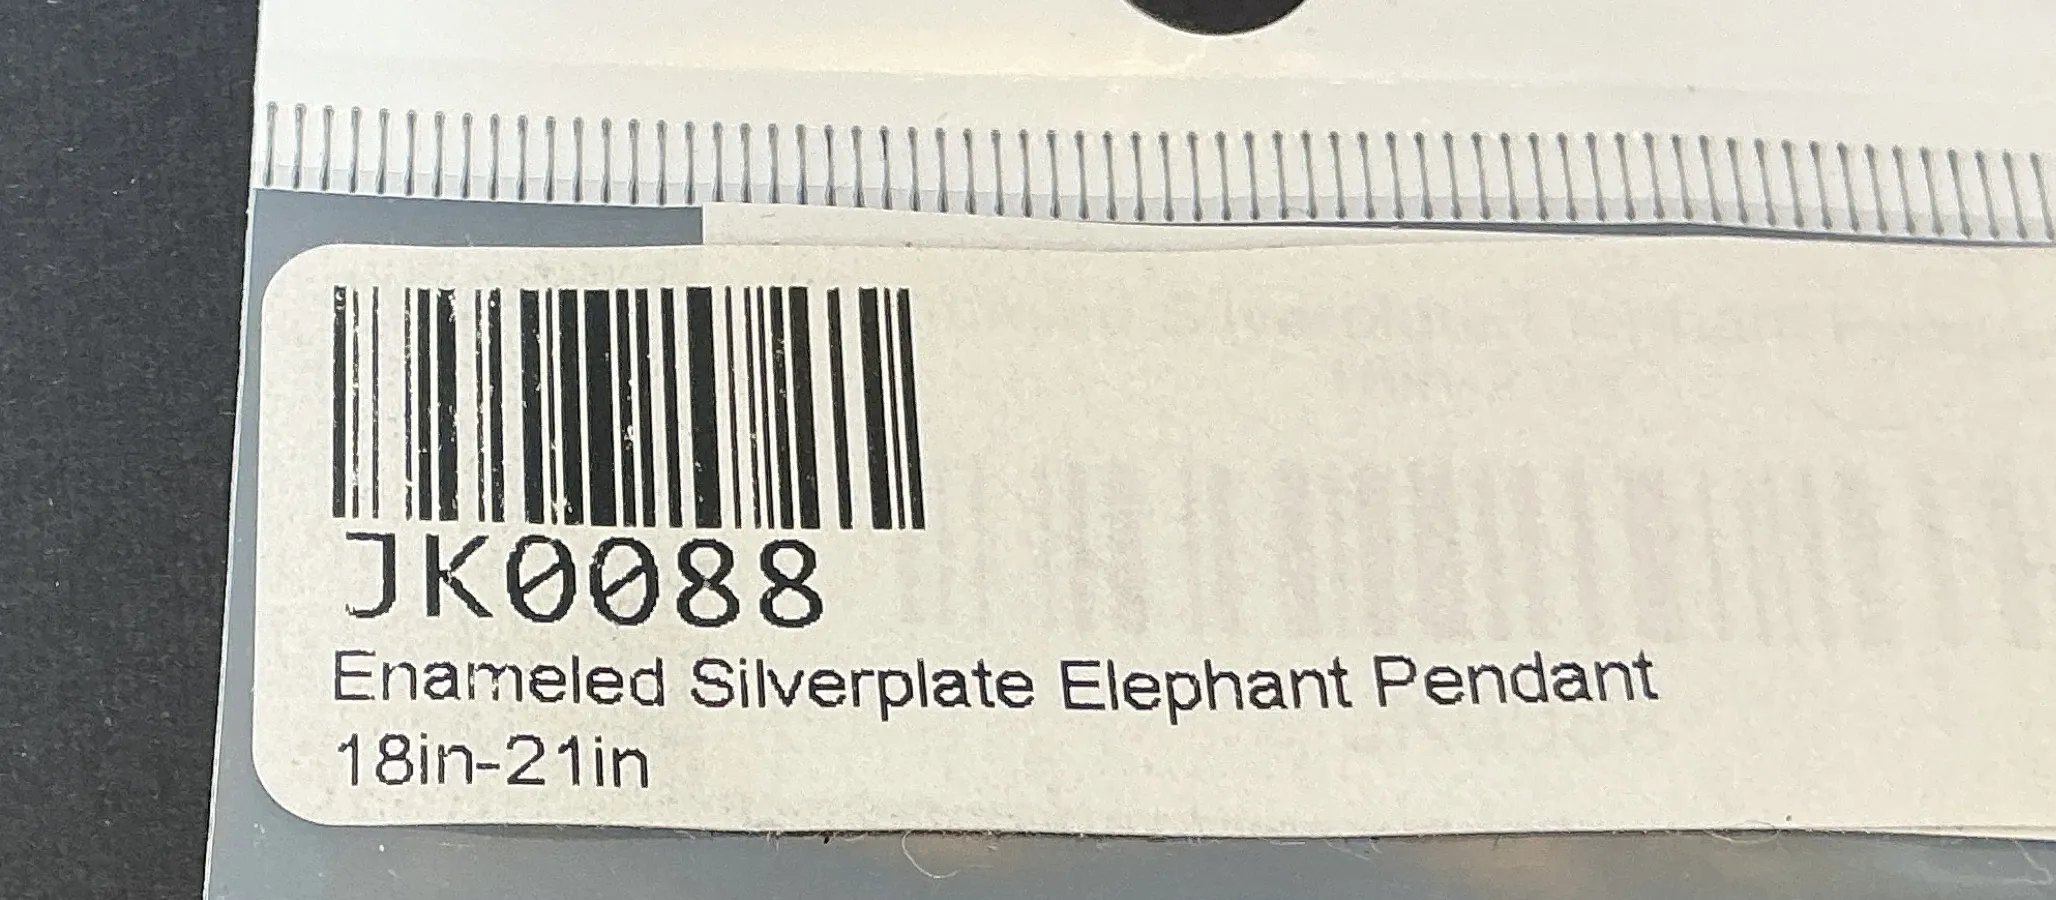 JK0088
Enameled Silverplate Elephant Pendant
18in-21in